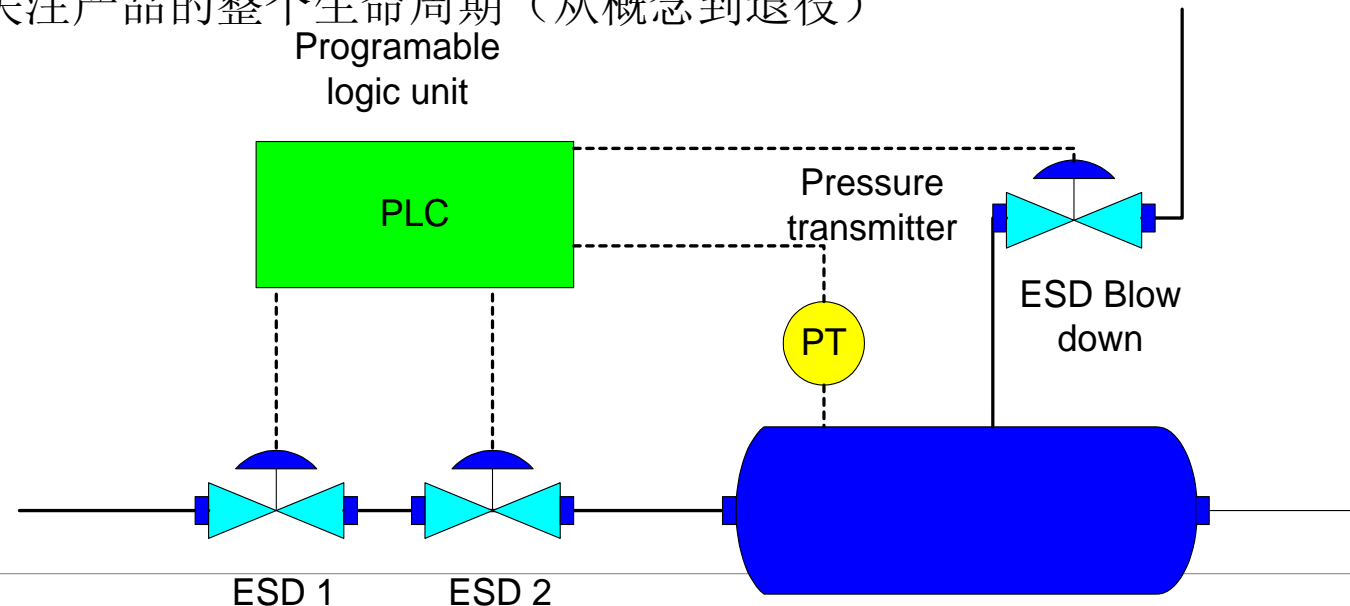 关注产品的整个生命周期（从概念到退役）
Programable
logic unit
PLC
Pressure
transmitter
PT
ESD Blow
down
ESD 1
ESD 2